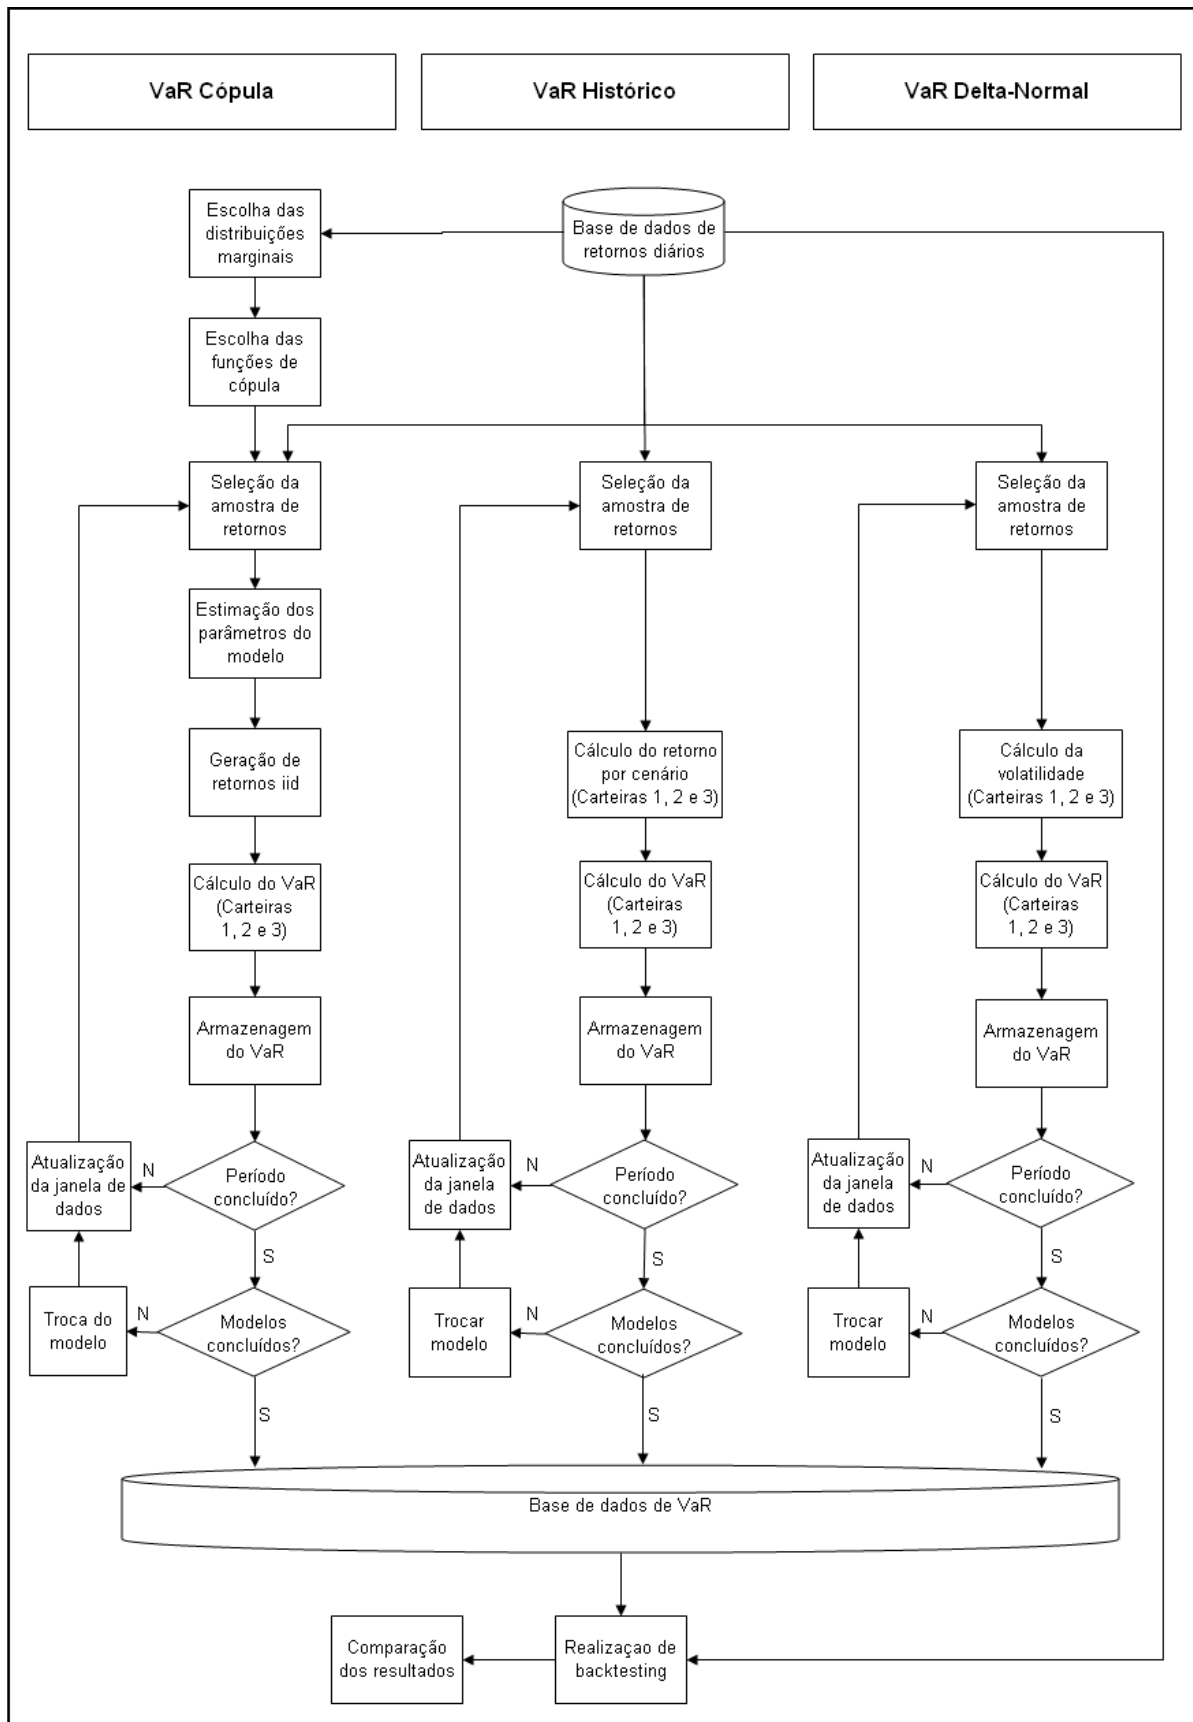 VaR Cópula
VaR Histórico
VaR Delta-Normal
Escolha das
distribuições
marginais
Base de dados de
retornos diários
Escolha das
funções de
cópula
Seleção da
amostra de
retornos
Seleção da
amostra de
retornos
Seleção da
amostra de
retornos
Estimação dos
parâmetros do
modelo
Geração de
retornos iid
Cálculo do retorno
por cenário
(Carteiras 1, 2 e 3)
Cálculo da
volatilidade
(Carteiras 1, 2 e 3)
Cálculo do VaR
(Carteiras
1, 2 e 3)
Cálculo do VaR
(Carteiras
1, 2 e 3)
Cálculo do VaR
(Carteiras
1, 2 e 3)
Armazenagem
do VaR
Armazenagem
do VaR
Armazenagem
do VaR
Atualização
da janela de
dados
N
Período
concluído?
Atualização
da janela
de dados
N
Período
concluído?
Atualização
da janela
de dados
N
Período
concluído?
S
S
S
Troca do
modelo
N
Modelos
concluídos?
Trocar
modelo
N
Modelos
concluídos?
Trocar
modelo
N
Modelos
concluídos?
S
S
S
Base de dados de VaR
Comparação
dos resultados
Realizaçao de
backtesting